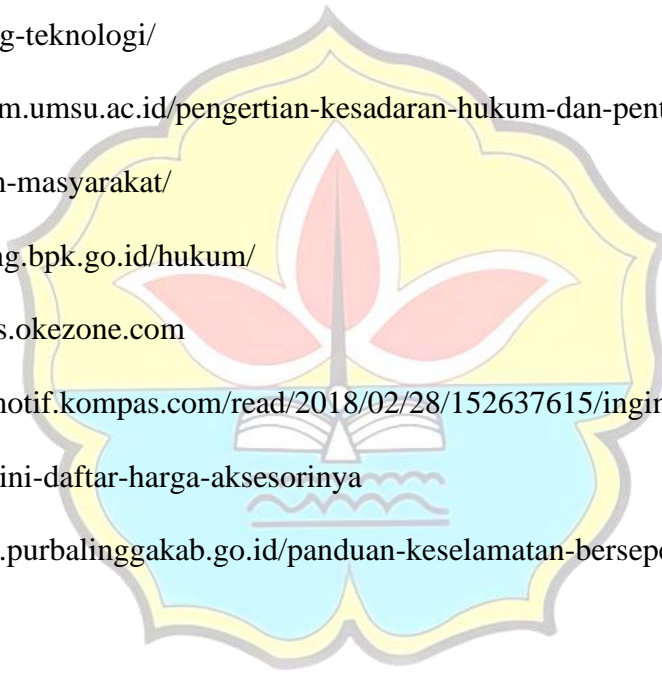 g-teknologi/
m.umsu.ac.id/pengertian-kesadaran-hukum-dan-pent
-masyarakat/
g.bpk.go.id/hukum/
s.okezone.com
otif.kompas.com/read/2018/02/28/152637615/ingin
ini-daftar-harga-aksesorinya
.purbalinggakab.go.id/panduan-keselamatan-bersepe